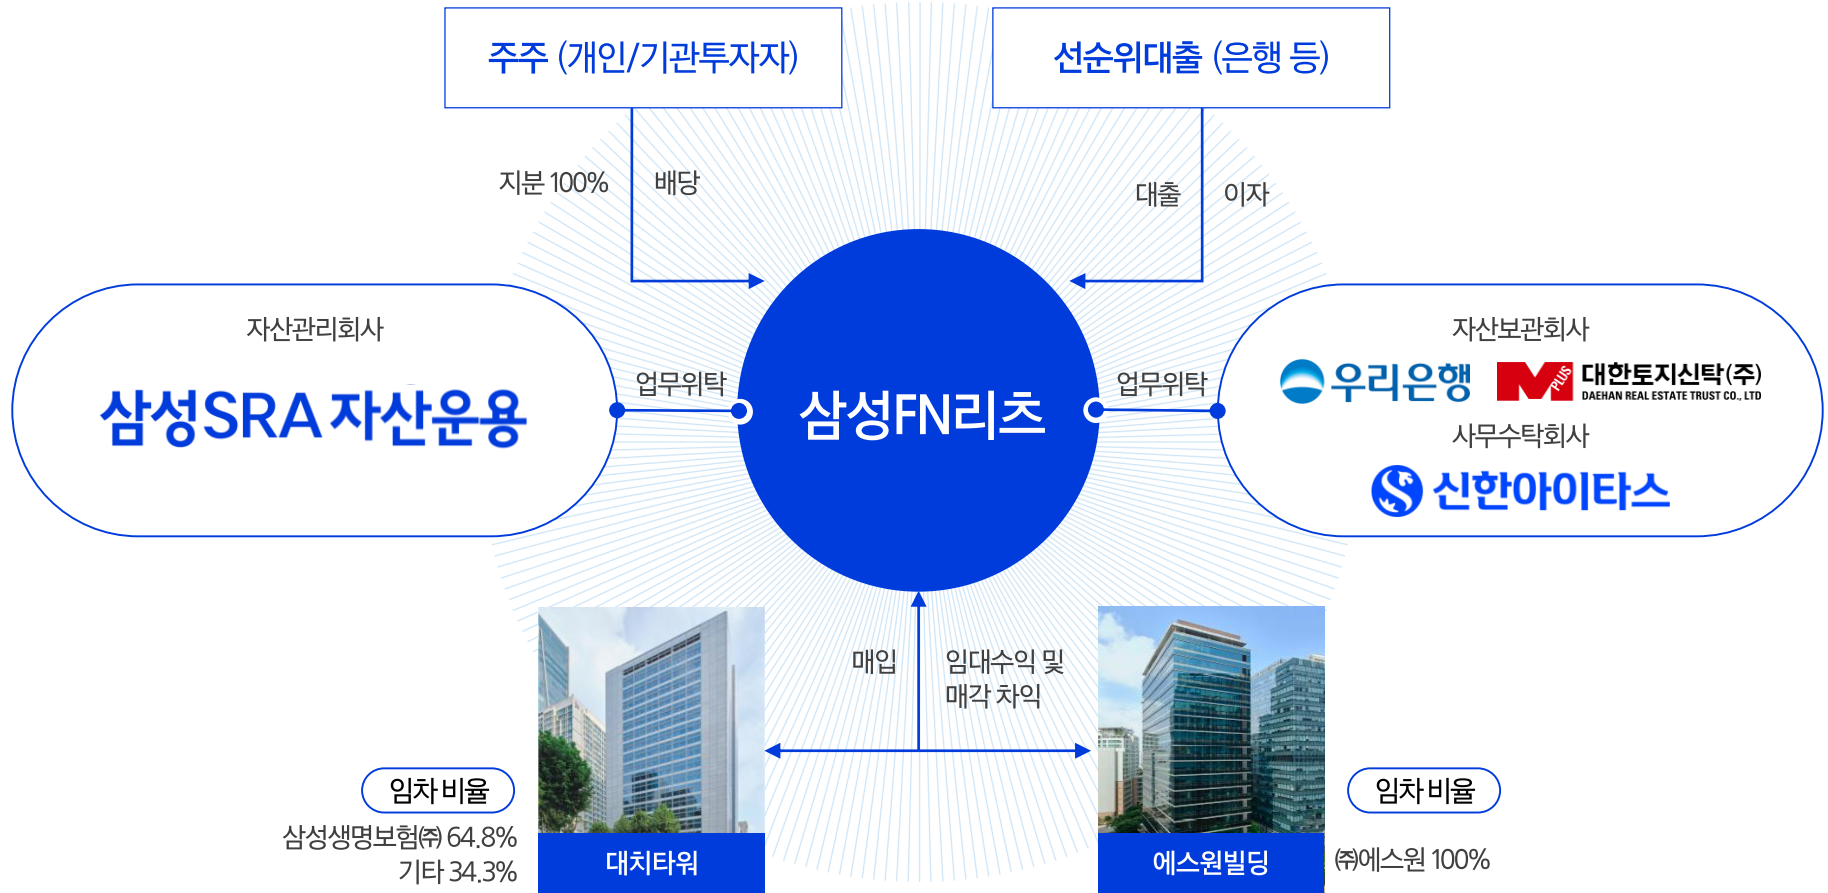 주주 (개인/기관투자자)
선순위대출 (은행 등)
지분 100%
배당
대출
이자
자산관리회사
삼성SRA 자산운용
업무위탁
삼성FN리츠
업무위탁
자산보관회사
우리은행
M PLUS
대한토지신탁(주)
DAEHAN REAL ESTATE TRUST CO., LTD
사무수탁회사
신한아이타스
매입
임대수익 및
매각 차익
임차 비율
삼성생명보험㈜ 64.8%
기타 34.3%
대치타워
에스원빌딩
임차 비율
㈜에스원 100%